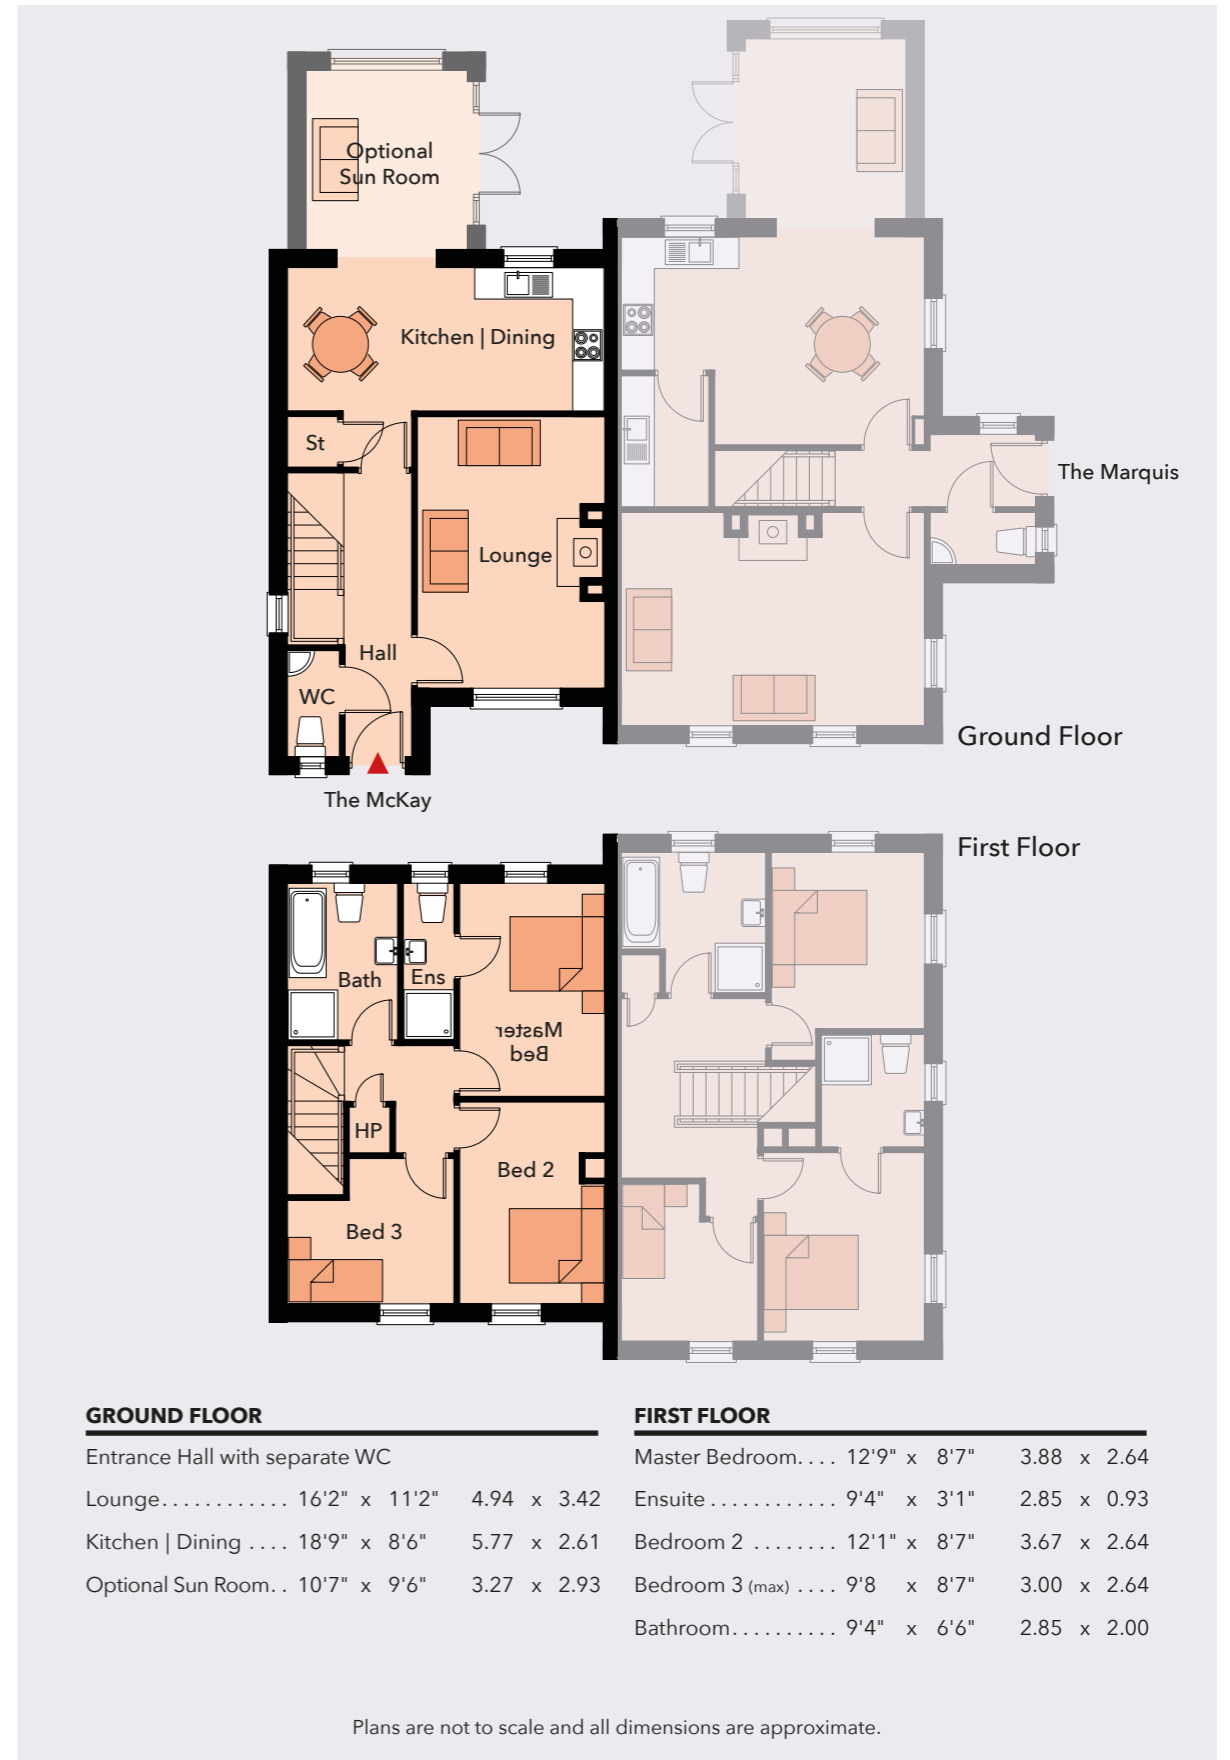 Optional
Sun Room
Kitchen | Dining
St
The Marquis
Lounge
Hall
WC
Ground Floor
The McKay
First Floor
Bath
Ens
Master
Bed
HP
Bed 2
Bed 3
GROUND FLOOR
Entrance Hall with separate WC
Lounge............ 16'2" x 11'2" 4.94 x 3.42
Kitchen | Dining .... 18'9" x 8'6" 5.77 x 2.61
Optional Sun Room.. 10'7" x 9'6" 3.27 x 2.93
FIRST FLOOR
Master Bedroom.... 12'9" x 8'7" 3.88 x 2.64
Ensuite ............ 9'4" x 3'1" 2.85 x 0.93
Bedroom 2 ........ 12'1" x 8'7" 3.67 x 2.64
Bedroom 3 (max) .... 9'8 x 8'7" 3.00 x 2.64
Bathroom.......... 9'4" x 6'6" 2.85 x 2.00
Plans are not to scale and all dimensions are approximate.